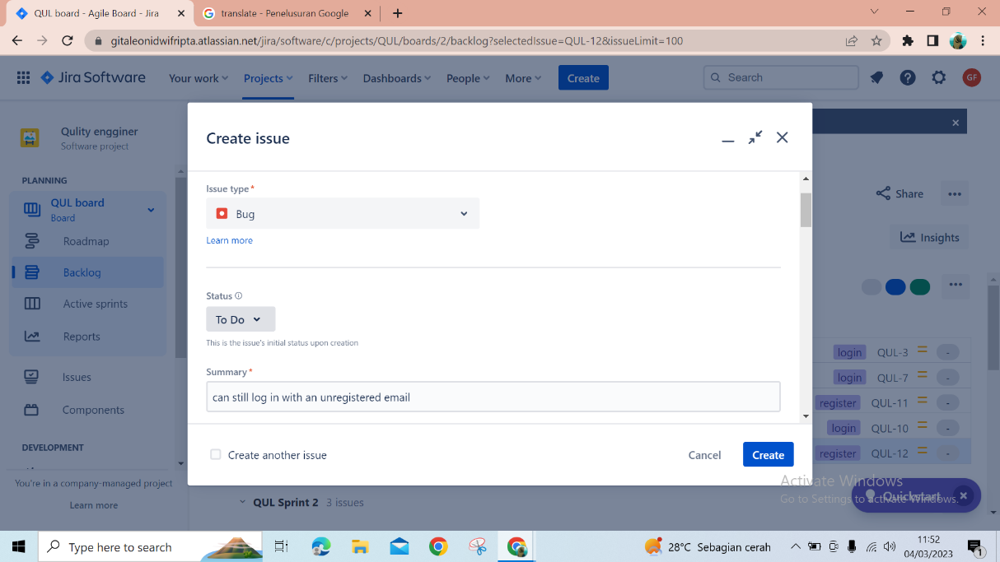 QUL board - Agile Board - Jira
translate - Penelusuran Google
gitaleonidwifripta.atlassian.net/jira/software/c/projects/QUL/boards/2/backlog?selectedIssue=QUL-12&issueLimit=100
Jira Software
Your work
Projects
Filters
Dashboards
People
More
Create
Search
GF
Qulity engginer
Software project
PLANNING
QUL board
Board
Roadmap
Backlog
Active sprints
Reports
Issues
Components
DEVELOPMENT
You're in a company-managed project
Learn more
Create issue
Issue type *
Bug
Learn more
Status
To Do
This is the issue's initial status upon creation
Summary *
can still log in with an unregistered email
Create another issue
Cancel
Create
Share
Insights
login QUL-3 -
login QUL-7 -
register QUL-11 -
login QUL-10 -
register QUL-12 -
QUL Sprint 2 3 issues
Activate Windows
Go to Settings to activate Windows.
Quickstart
Type here to search
28°C Sebagian cerah
11:52
04/03/2023
1